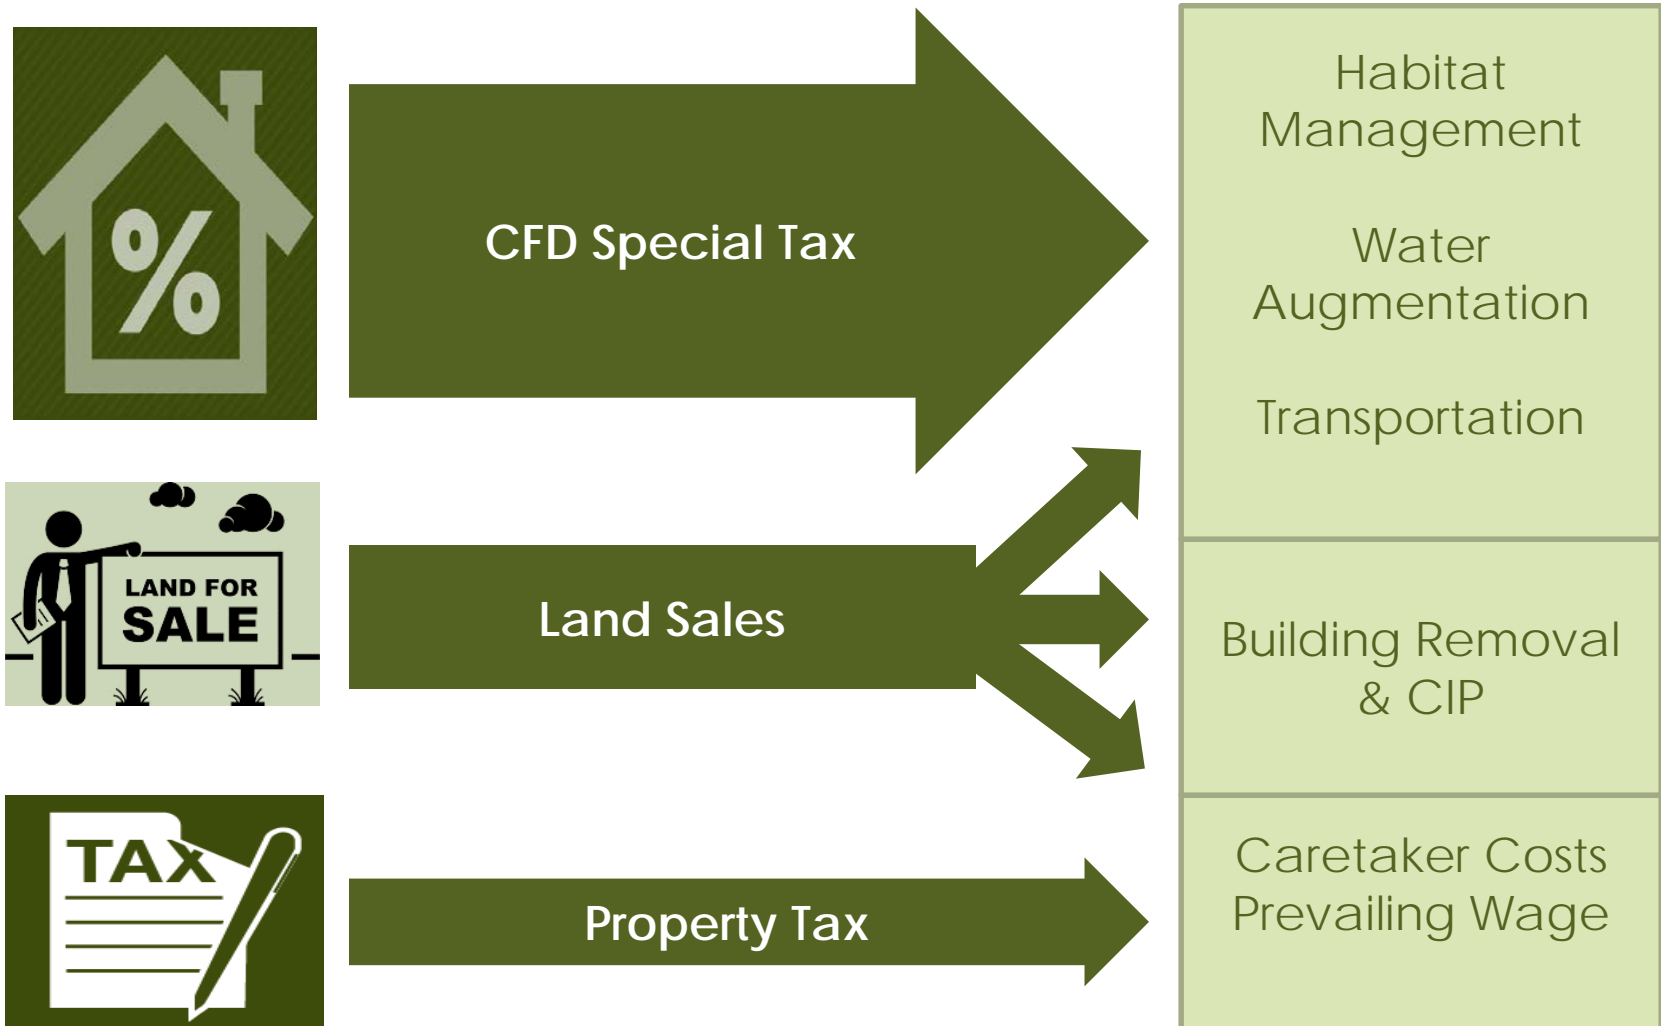 %
CFD Special Tax
Habitat
Management
Water
Augmentation
Transportation
LAND FOR
SALE
Land Sales
Building Removal
& CIP
TAX
Property Tax
Caretaker Costs
Prevailing Wage